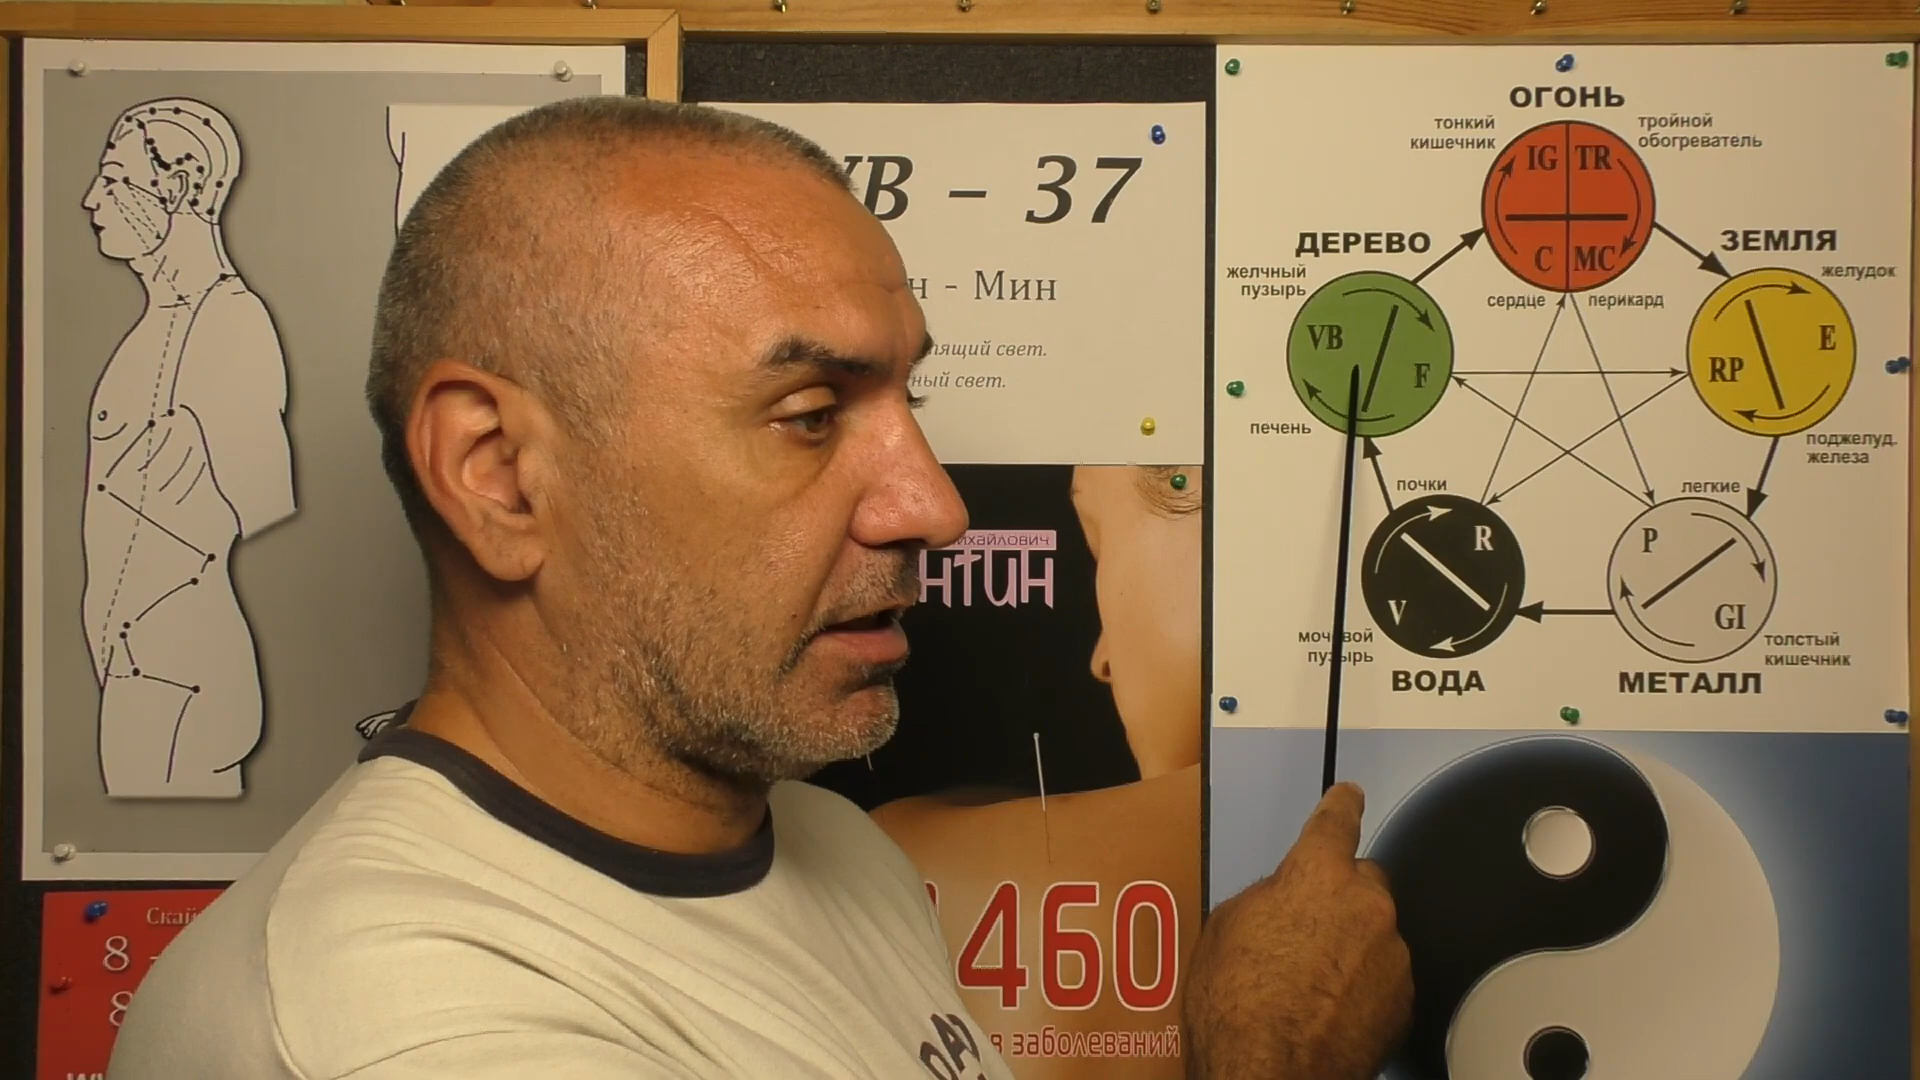 VB – 37
н - Мин
тящий свет.
ный свет.
ихайлович
нтин
460
в заболеваний
Скай
8
8
ОГОНЬ
тонкий
кишечник
тройной
обогреватель
IG TR
C MC
сердце
перикард
ДЕРЕВО
желчный
пузырь
VB
F
печень
ЗЕМЛЯ
желудок
E
RP
поджелуд.
железа
почки
R
V
мочевой
пузырь
ВОДА
легкие
P
GI
толстый
кишечник
МЕТАЛЛ